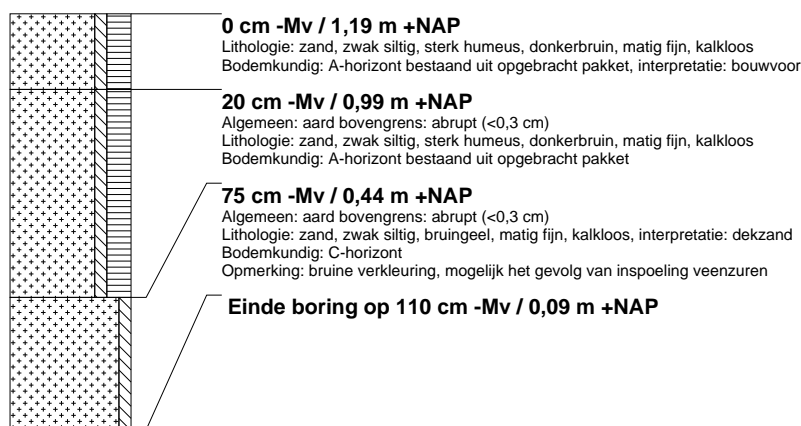 0 cm -Mv / 1,19 m +NAP
Lithologie: zand, zwak siltig, sterk humeus, donkerbruin, matig fijn, kalkloos
Bodemkundig: A-horizont bestaand uit opgebracht pakket, interpretatie: bouwvoor
20 cm -Mv / 0,99 m +NAP
Algemeen: aard bovengrens: abrupt (<0,3 cm)
Lithologie: zand, zwak siltig, sterk humeus, donkerbruin, matig fijn, kalkloos
Bodemkundig: A-horizont bestaand uit opgebracht pakket
75 cm -Mv / 0,44 m +NAP
Algemeen: aard bovengrens: abrupt (<0,3 cm)
Lithologie: zand, zwak siltig, bruingeel, matig fijn, kalkloos, interpretatie: dekzand
Bodemkundig: C-horizont
Opmerking: bruine verkleuring, mogelijk het gevolg van inspoeling veenzuren
Einde boring op 110 cm -Mv / 0,09 m +NAP